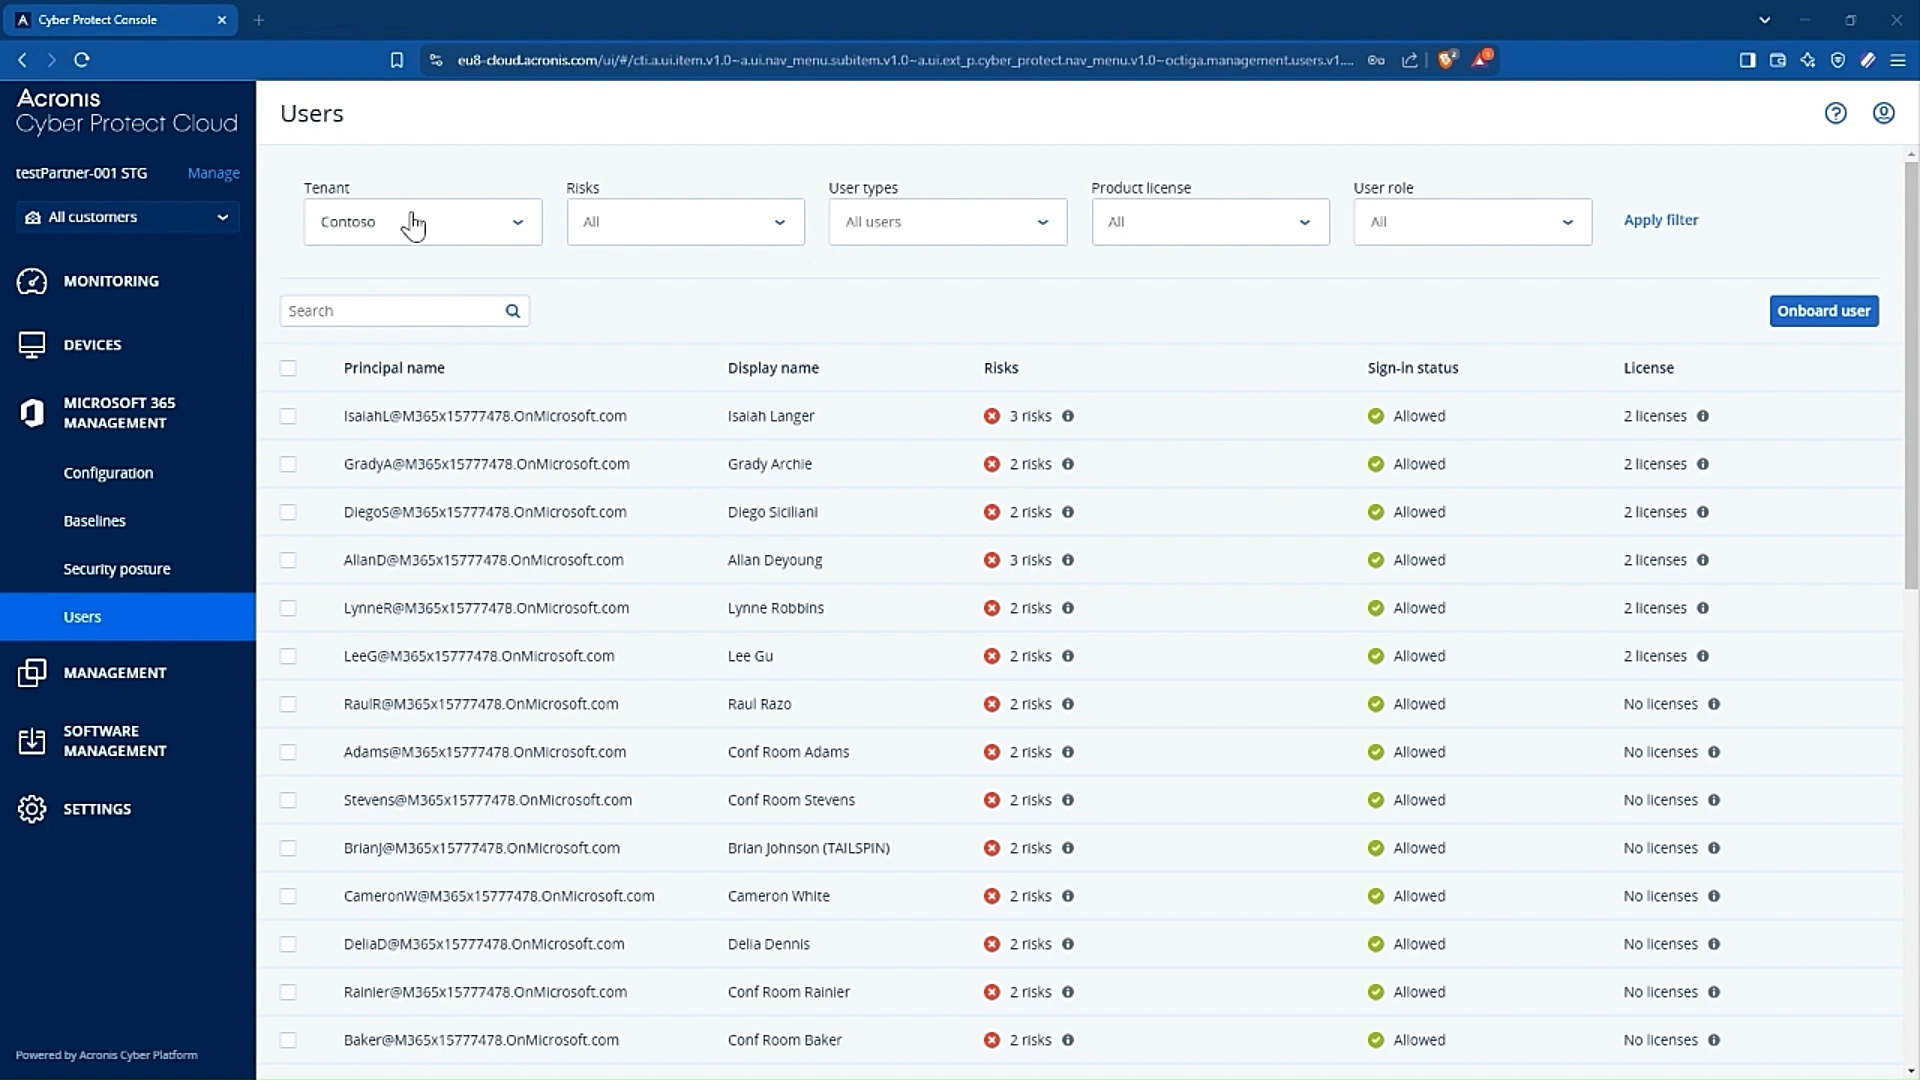 Cyber Protect Console
eu8-cloud.acronis.com/ui/#/cti.a.ui.item.v1.0~a.ui.nav_menu.subitem.v1.0~a.ui.ext_p.cyber_protect.nav_menu.v1.0~octiga.management.users.v1....
Acronis
Cyber Protect Cloud
testPartner-001 STG Manage
All customers
MONITORING
DEVICES
MICROSOFT 365
MANAGEMENT
Configuration
Baselines
Security posture
Users
MANAGEMENT
SOFTWARE
MANAGEMENT
SETTINGS
Powered by Acronis Cyber Platform
Users
Tenant Risks User types Product license User role
Contoso All All users All All Apply filter
Search Onboard user
Principal name Display name Risks Sign-in status License
IsaiahL@M365x15777478.OnMicrosoft.com Isaiah Langer 3 risks Allowed 2 licenses
GradyA@M365x15777478.OnMicrosoft.com Grady Archie 2 risks Allowed 2 licenses
DiegoS@M365x15777478.OnMicrosoft.com Diego Siciliani 2 risks Allowed 2 licenses
AllanD@M365x15777478.OnMicrosoft.com Allan Deyoung 3 risks Allowed 2 licenses
LynneR@M365x15777478.OnMicrosoft.com Lynne Robbins 2 risks Allowed 2 licenses
LeeG@M365x15777478.OnMicrosoft.com Lee Gu 2 risks Allowed 2 licenses
RaulR@M365x15777478.OnMicrosoft.com Raul Razo 2 risks Allowed No licenses
Adams@M365x15777478.OnMicrosoft.com Conf Room Adams 2 risks Allowed No licenses
Stevens@M365x15777478.OnMicrosoft.com Conf Room Stevens 2 risks Allowed No licenses
BrianJ@M365x15777478.OnMicrosoft.com Brian Johnson (TAILSPIN) 2 risks Allowed No licenses
CameronW@M365x15777478.OnMicrosoft.com Cameron White 2 risks Allowed No licenses
DeliaD@M365x15777478.OnMicrosoft.com Delia Dennis 2 risks Allowed No licenses
Rainier@M365x15777478.OnMicrosoft.com Conf Room Rainier 2 risks Allowed No licenses
Baker@M365x15777478.OnMicrosoft.com Conf Room Baker 2 risks Allowed No licenses